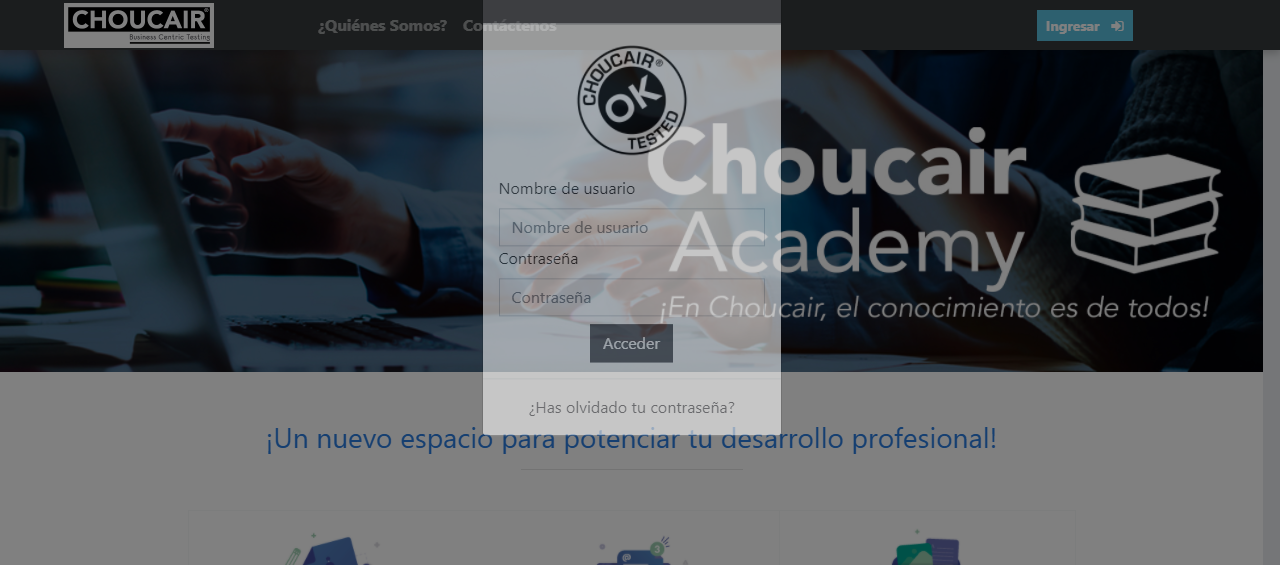 CHOUCAIR®
Business Centric Testing
¿Quiénes Somos?
Contáctenos
Ingresar
CHOUCAIR®
OK
TESTED
Nombre de usuario
Nombre de usuario
Contraseña
Contraseña
Acceder
¿Has olvidado tu contraseña?
Choucair
Academy
¡En Choucair, el conocimiento es de todos!
¡Un nuevo espacio para potenciar tu desarrollo profesional!
@
3